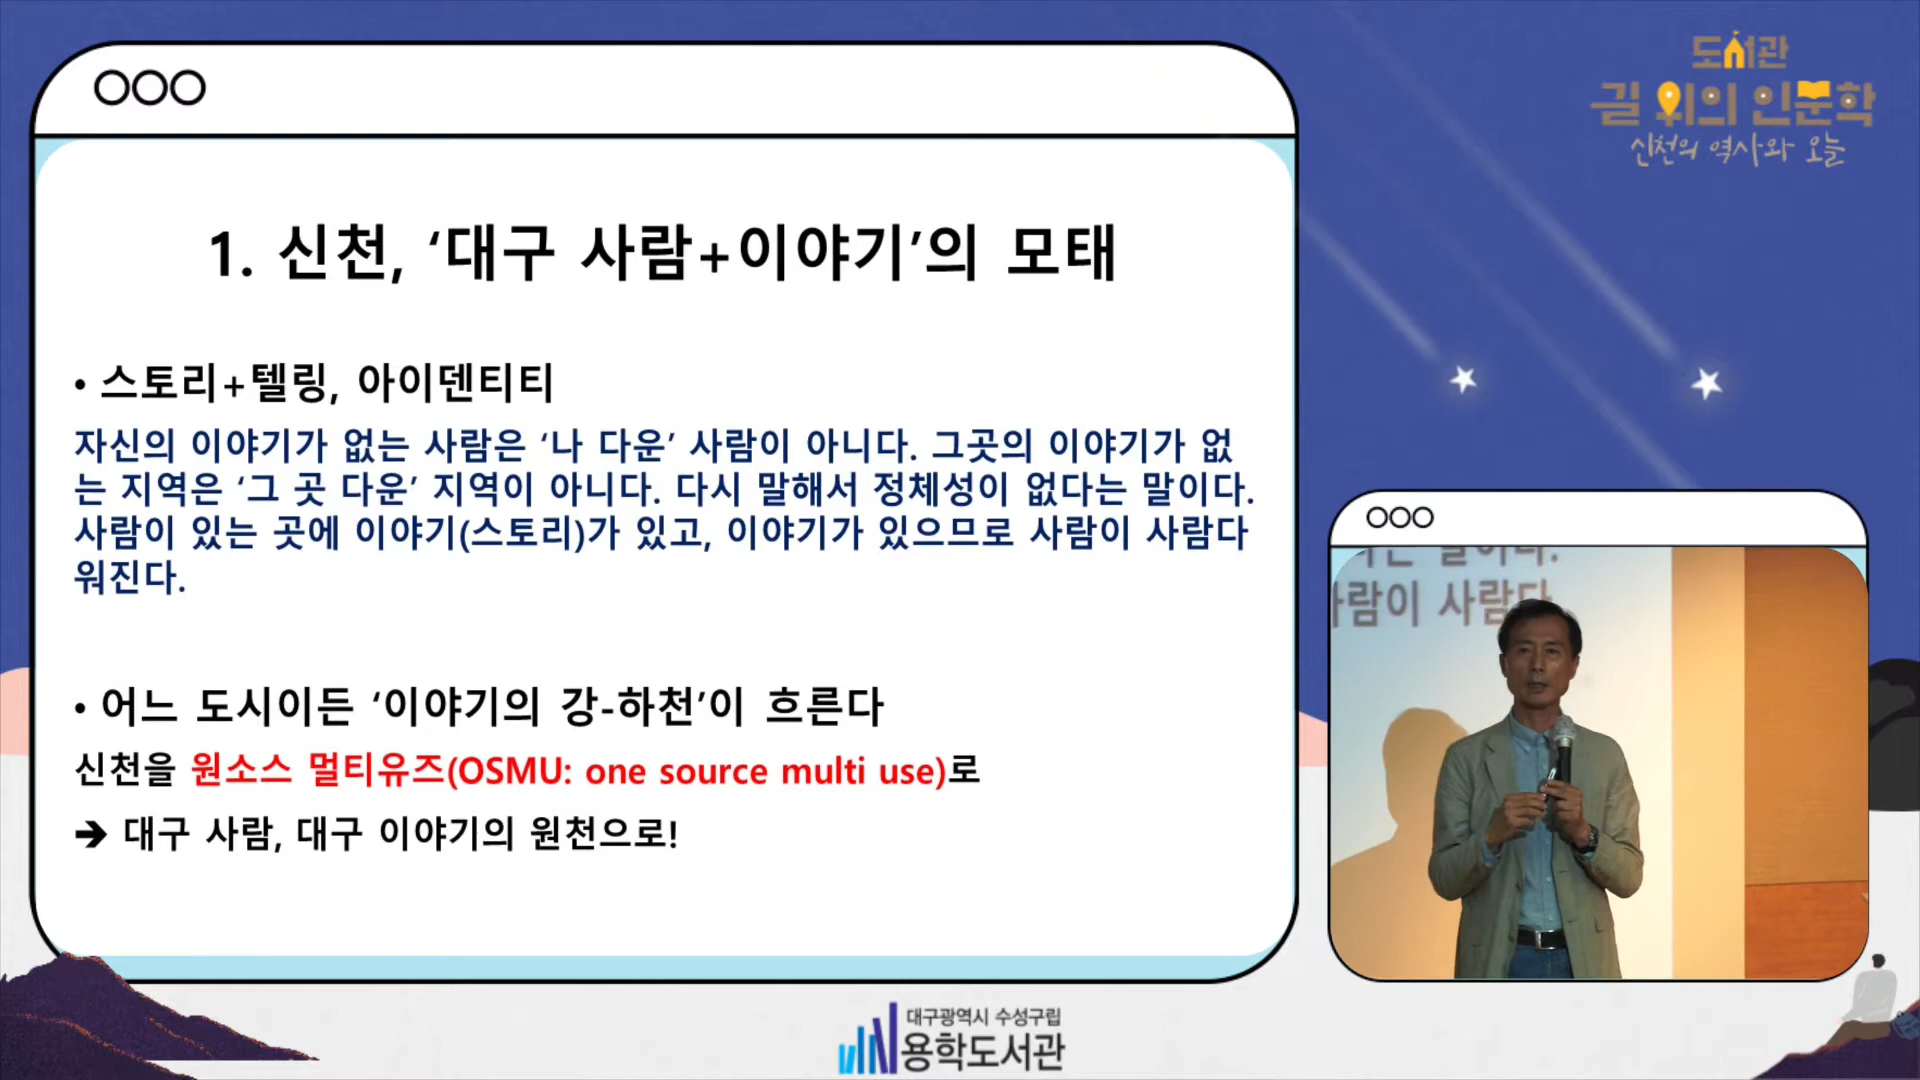 도서관
길 위의 인문학
신천의 역사와 오늘
1. 신천, ‘대구 사람+이야기’의 모태
• 스토리+텔링, 아이덴티티
자신의 이야기가 없는 사람은 ‘나 다운’ 사람이 아니다. 그곳의 이야기가 없
는 지역은 ‘그 곳 다운’ 지역이 아니다. 다시 말해서 정체성이 없다는 말이다.
사람이 있는 곳에 이야기(스토리)가 있고, 이야기가 있으므로 사람이 사람다
워진다.
• 어느 도시이든 ‘이야기의 강-하천’이 흐른다
신천을 원소스 멀티유즈(OSMU: one source multi use)로
➔ 대구 사람, 대구 이야기의 원천으로!
사람이 사람다
대구광역시 수성구립
용학도서관